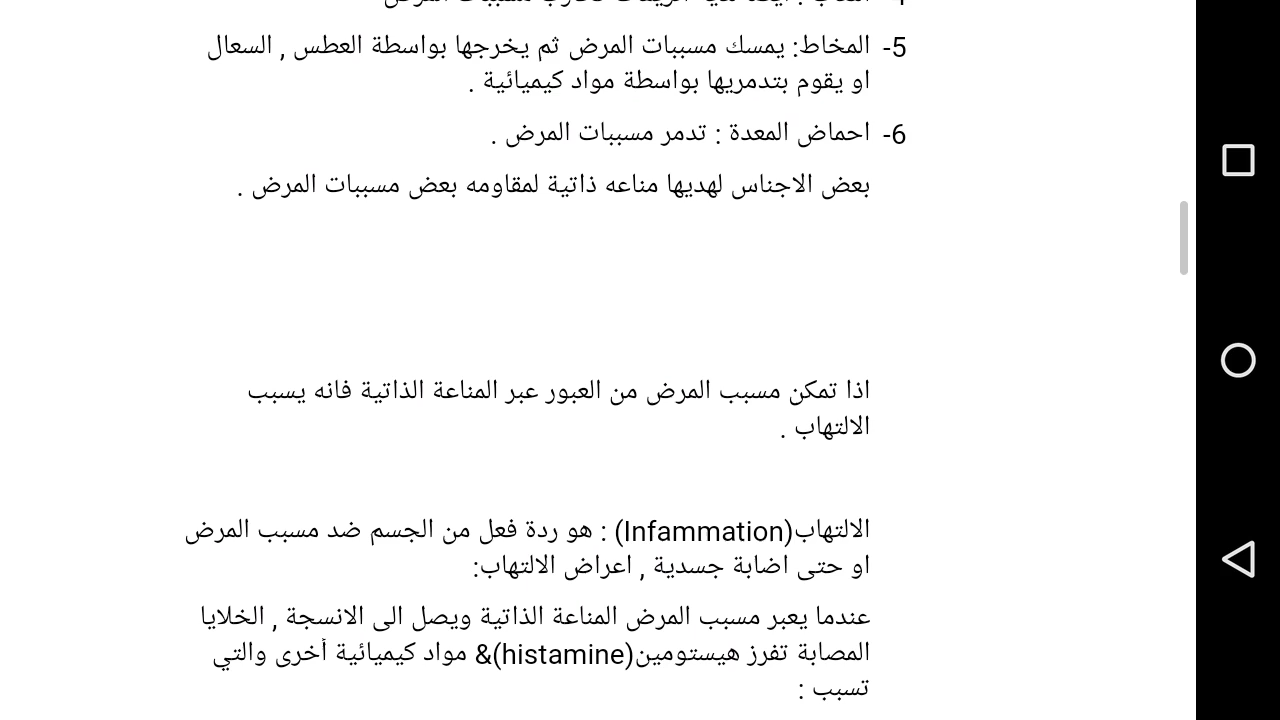 5- المخاط: يمسك مسببات المرض ثم يخرجها بواسطة العطس , السعال
او يقوم بتدمريها بواسطة مواد كيميائية .
6- احماض المعدة : تدمر مسببات المرض .
بعض الاجناس لهديها مناعه ذاتية لمقاومه بعض مسببات المرض .
اذا تمكن مسبب المرض من العبور عبر المناعة الذاتية فانه يسبب
الالتهاب .
الالتهاب(Infammation) : هو ردة فعل من الجسم ضد مسبب المرض
او حتى اضابة جسدية , اعراض الالتهاب:
عندما يعبر مسبب المرض المناعة الذاتية ويصل الى الانسجة , الخلايا
المصابة تفرز هيستومين(histamine)& مواد كيميائية أخرى والتي
تسبب :